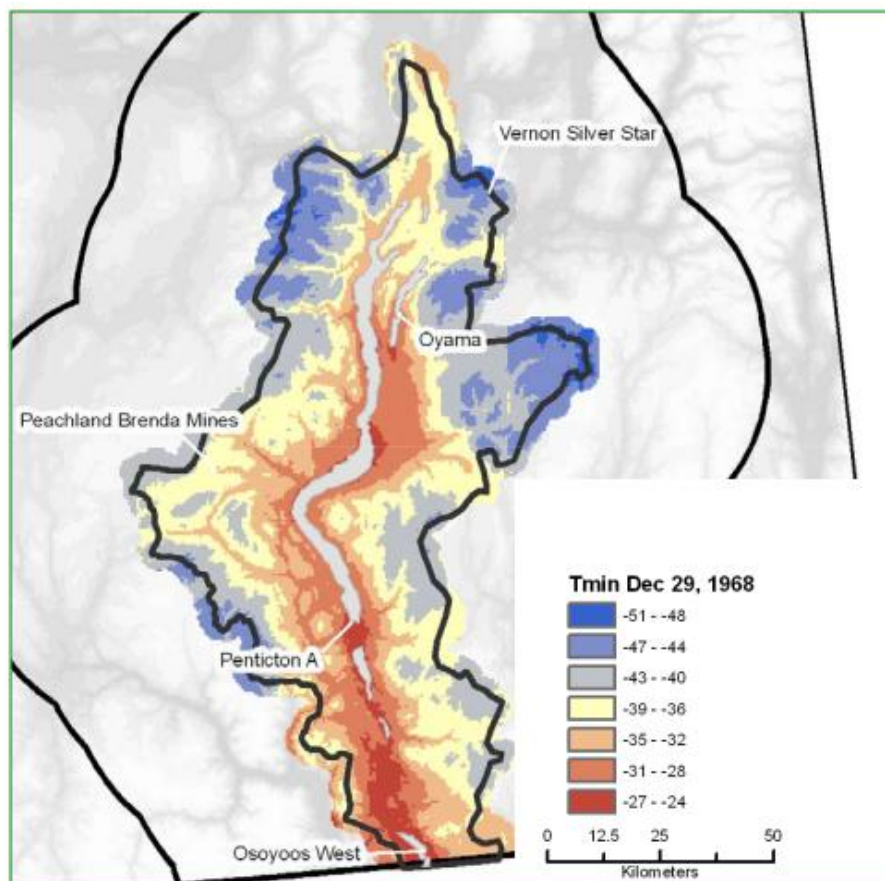 Vernon Silver Star
Oyama
Peachland Brenda Mines
Penticton A
Osoyoos West
Tmin Dec 29, 1968
-51 - -48
-47 - -44
-43 - -40
-39 - -36
-35 - -32
-31 - -28
-27 - -24
0 12.5 25 50
Kilometers